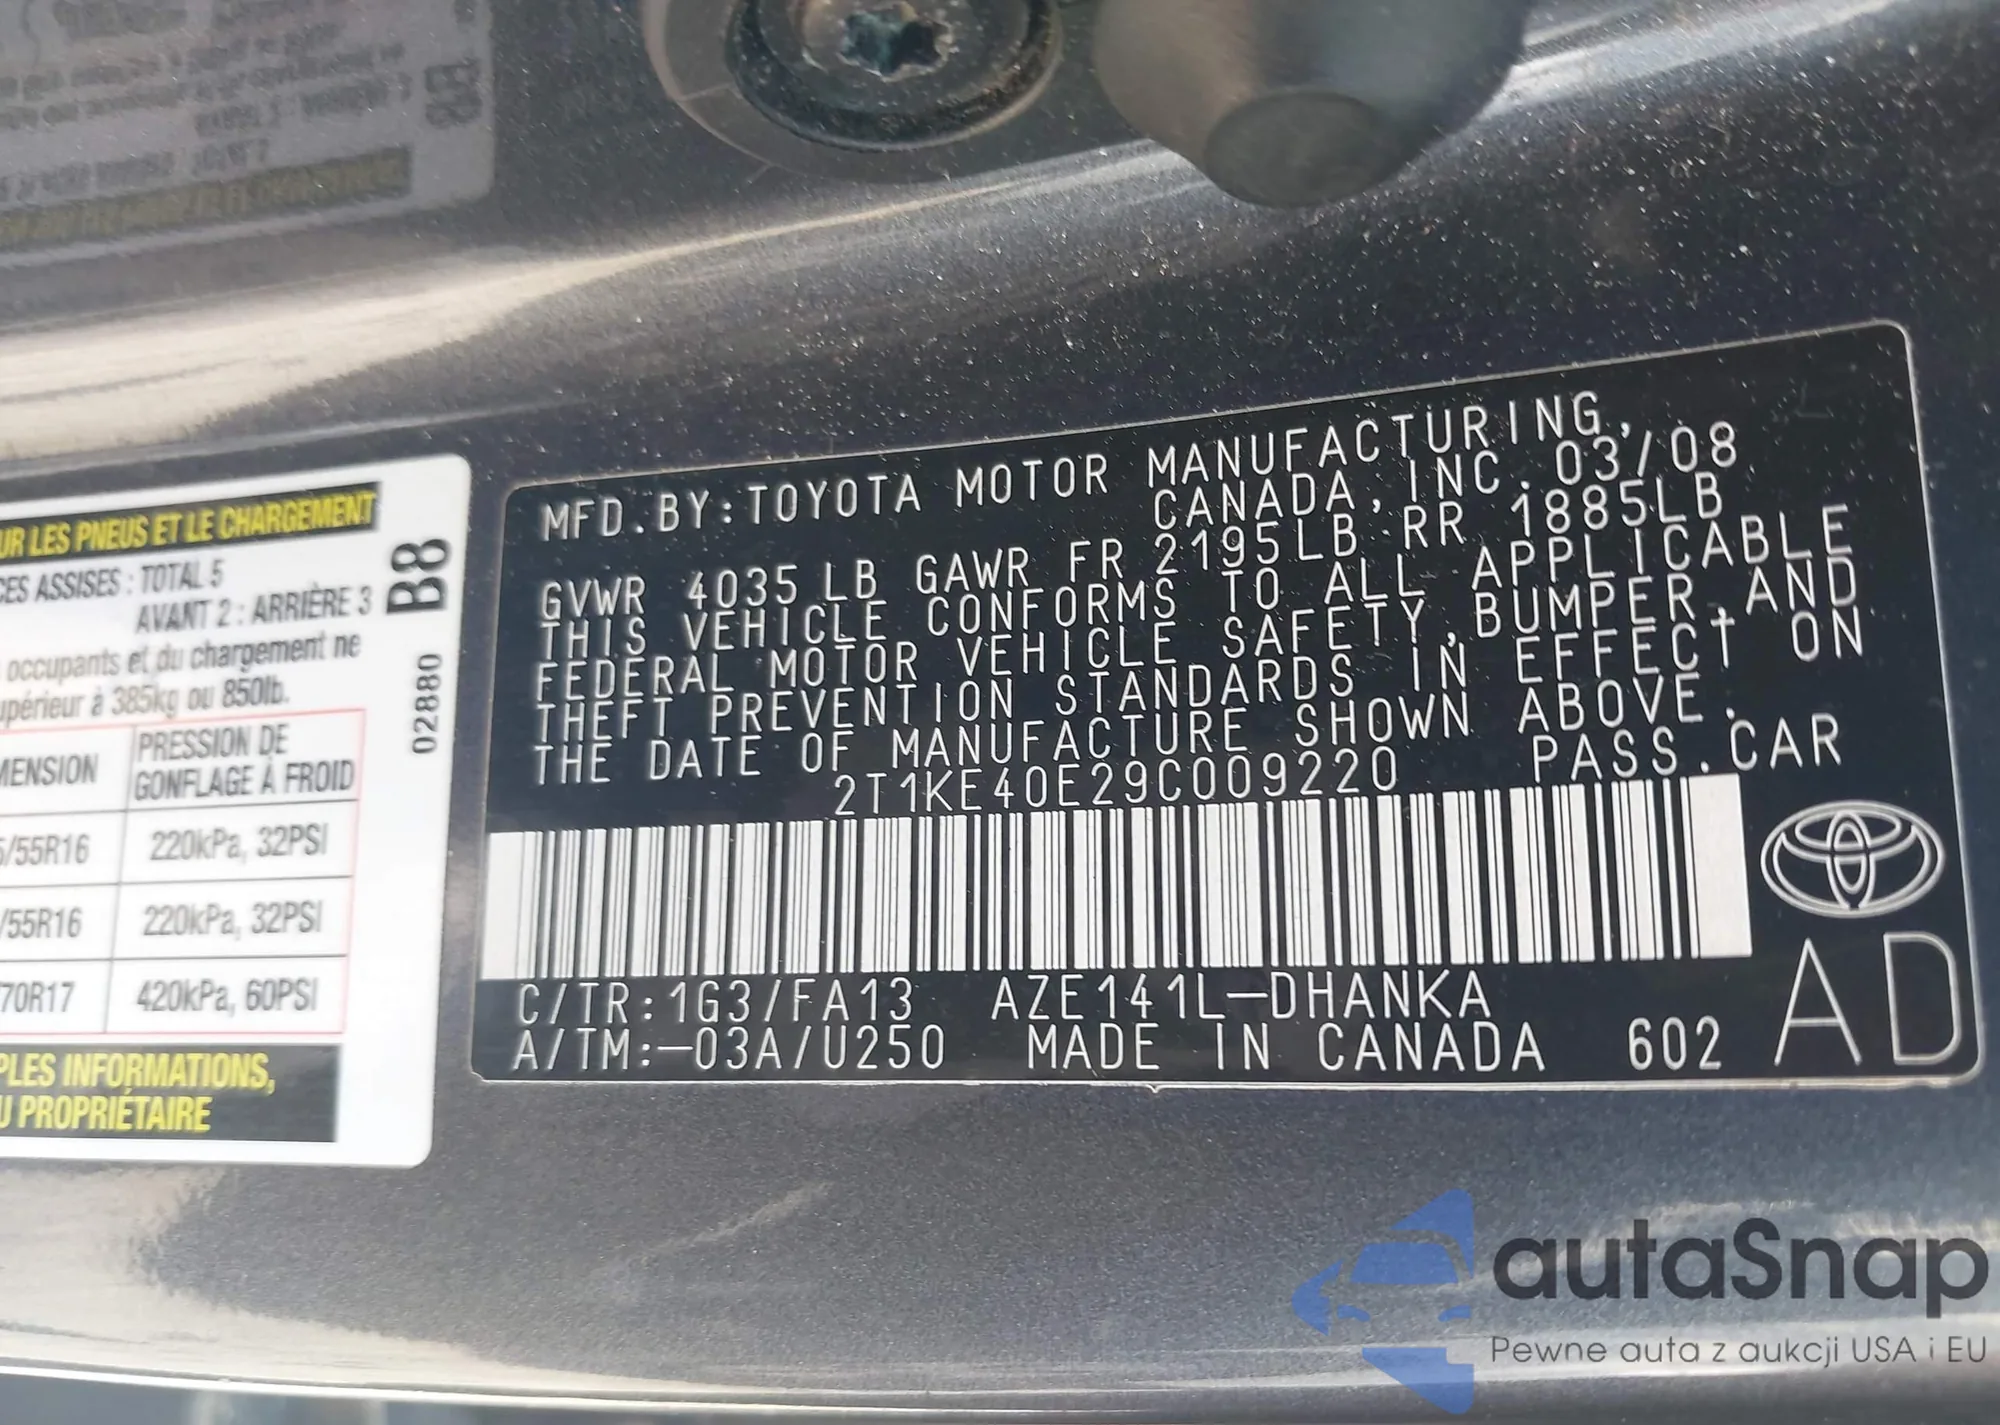 UR LES PNEUS ET LE CHARGEMENT
CES ASSISES : TOTAL 5
AVANT 2 : ARRIÈRE 3
occupants et du chargement ne
upérieur à 385kg ou 850lb.
MENSION
PRESSION DE
GONFLAGE À FROID
/55R16 220kPa, 32PSI
/55R16 220kPa, 32PSI
70R17 420kPa, 60PSI
PLES INFORMATIONS,
U PROPRIÉTAIRE
B8
02880
MFD.BY:TOYOTA MOTOR MANUFACTURING,
CANADA,INC. 03/08
GVWR 4035LB GAWR FR 2195LB RR 1885LB
THIS VEHICLE CONFORMS TO ALL APPLICABLE
FEDERAL MOTOR VEHICLE SAFETY,BUMPER,AND
THEFT PREVENTION STANDARDS IN EFFECT ON
THE DATE OF MANUFACTURE SHOWN ABOVE.
2T1KE40E29C009220 PASS.CAR
C/TR:1G3/FA13 AZE141L-DHANKA
A/TM:-03A/U250 MADE IN CANADA 602
AD
autaSnap
Pewne auta z aukcji USA i EU